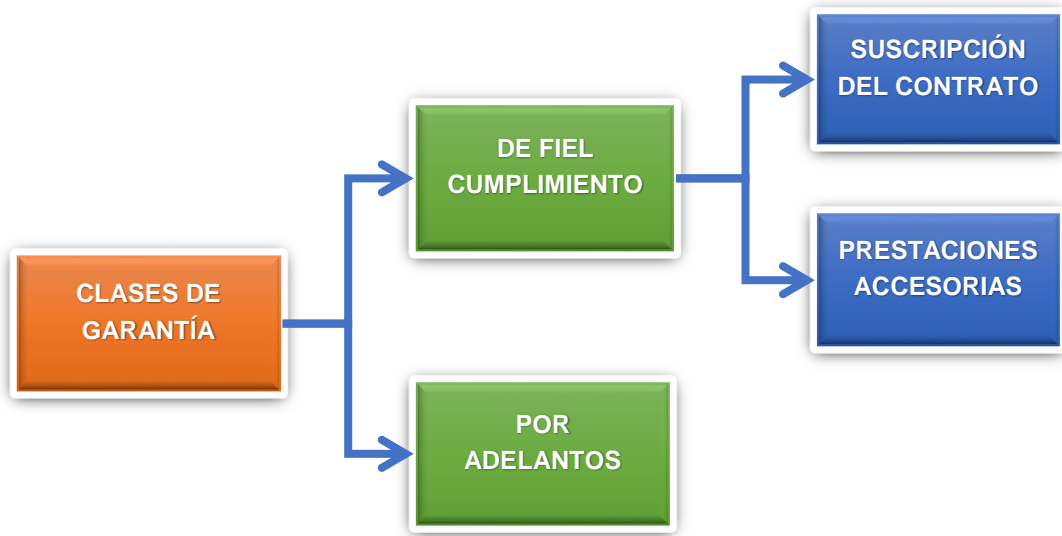 CLASES DE
GARANTÍA
DE FIEL
CUMPLIMIENTO
POR
ADELANTOS
SUSCRIPCIÓN
DEL CONTRATO
PRESTACIONES
ACCESORIAS